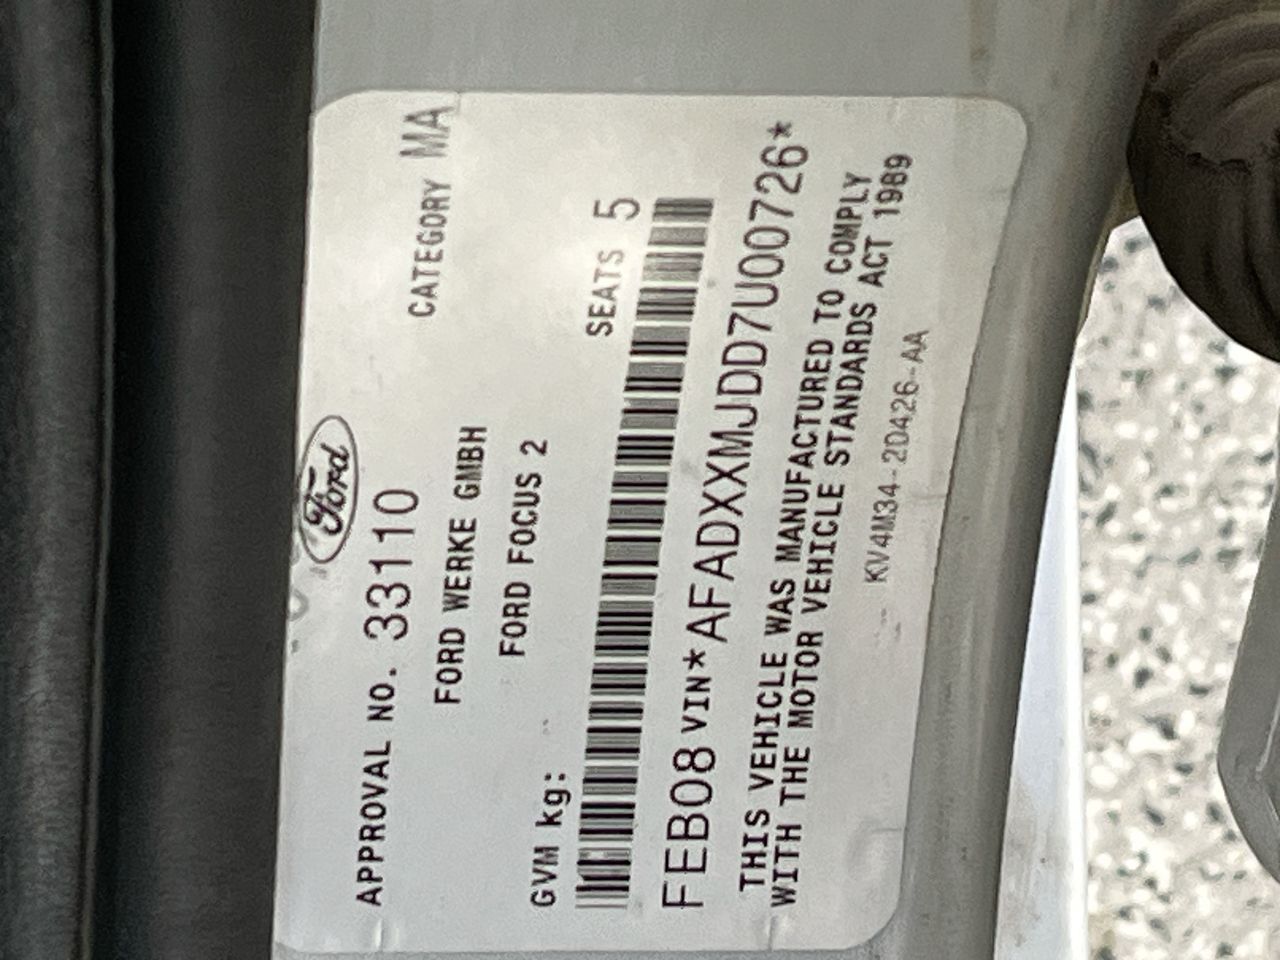 Ford
APPROVAL NO. 33110
CATEGORY MA
FORD WERKE GMBH
FORD FOCUS 2
GVM kg:
SEATS 5
FEB08 VIN*AFADXXMJDD7U00726*
THIS VEHICLE WAS MANUFACTURED TO COMPLY
WITH THE MOTOR VEHICLE STANDARDS ACT 1989
KV4M34-2D426-AA